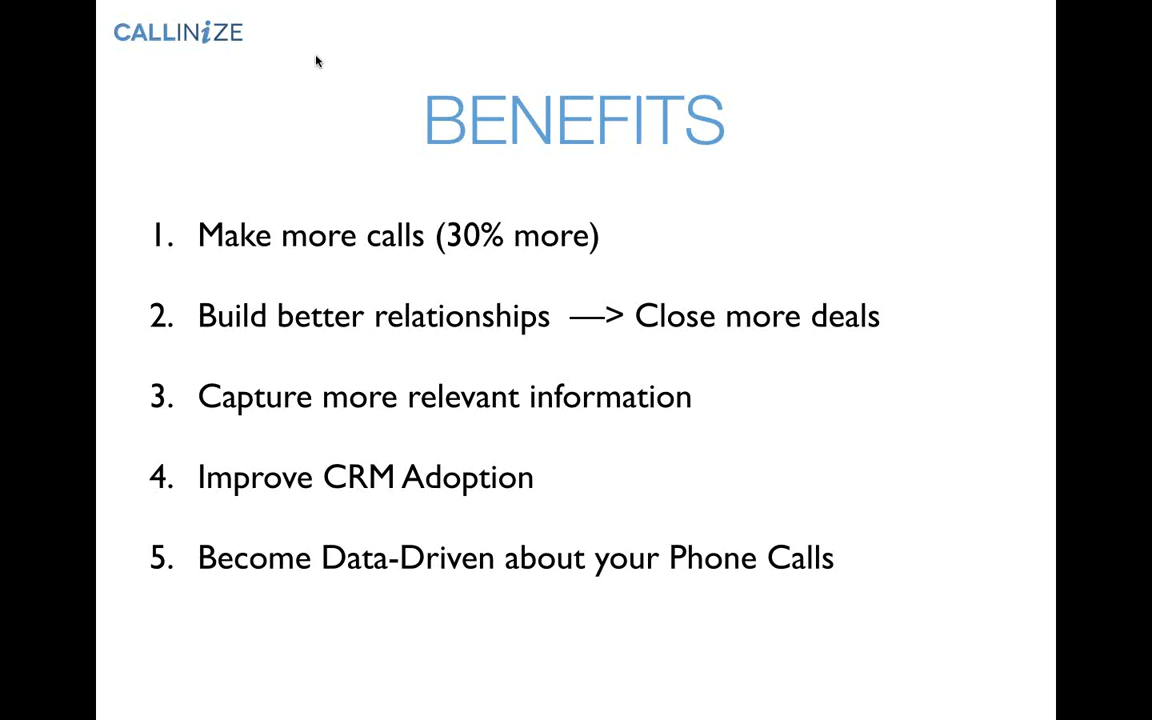 CALLINiZE
BENEFITS
1. Make more calls (30% more)
2. Build better relationships —> Close more deals
3. Capture more relevant information
4. Improve CRM Adoption
5. Become Data-Driven about your Phone Calls